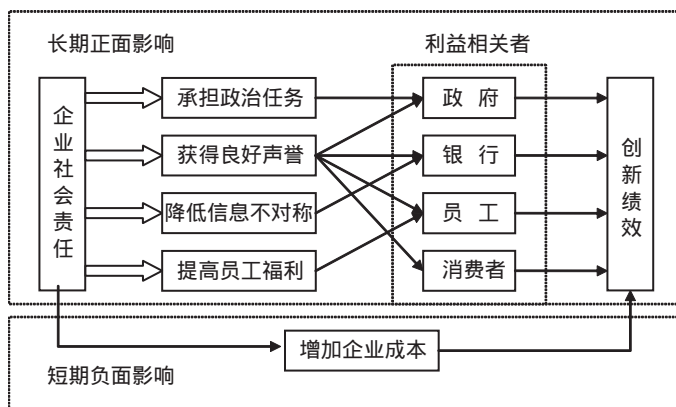 长期正面影响
利益相关者
企业社会责任
承担政治任务
获得良好声誉
降低信息不对称
提高员工福利
政 府
银 行
员 工
消费者
创新绩效
增加企业成本
短期负面影响